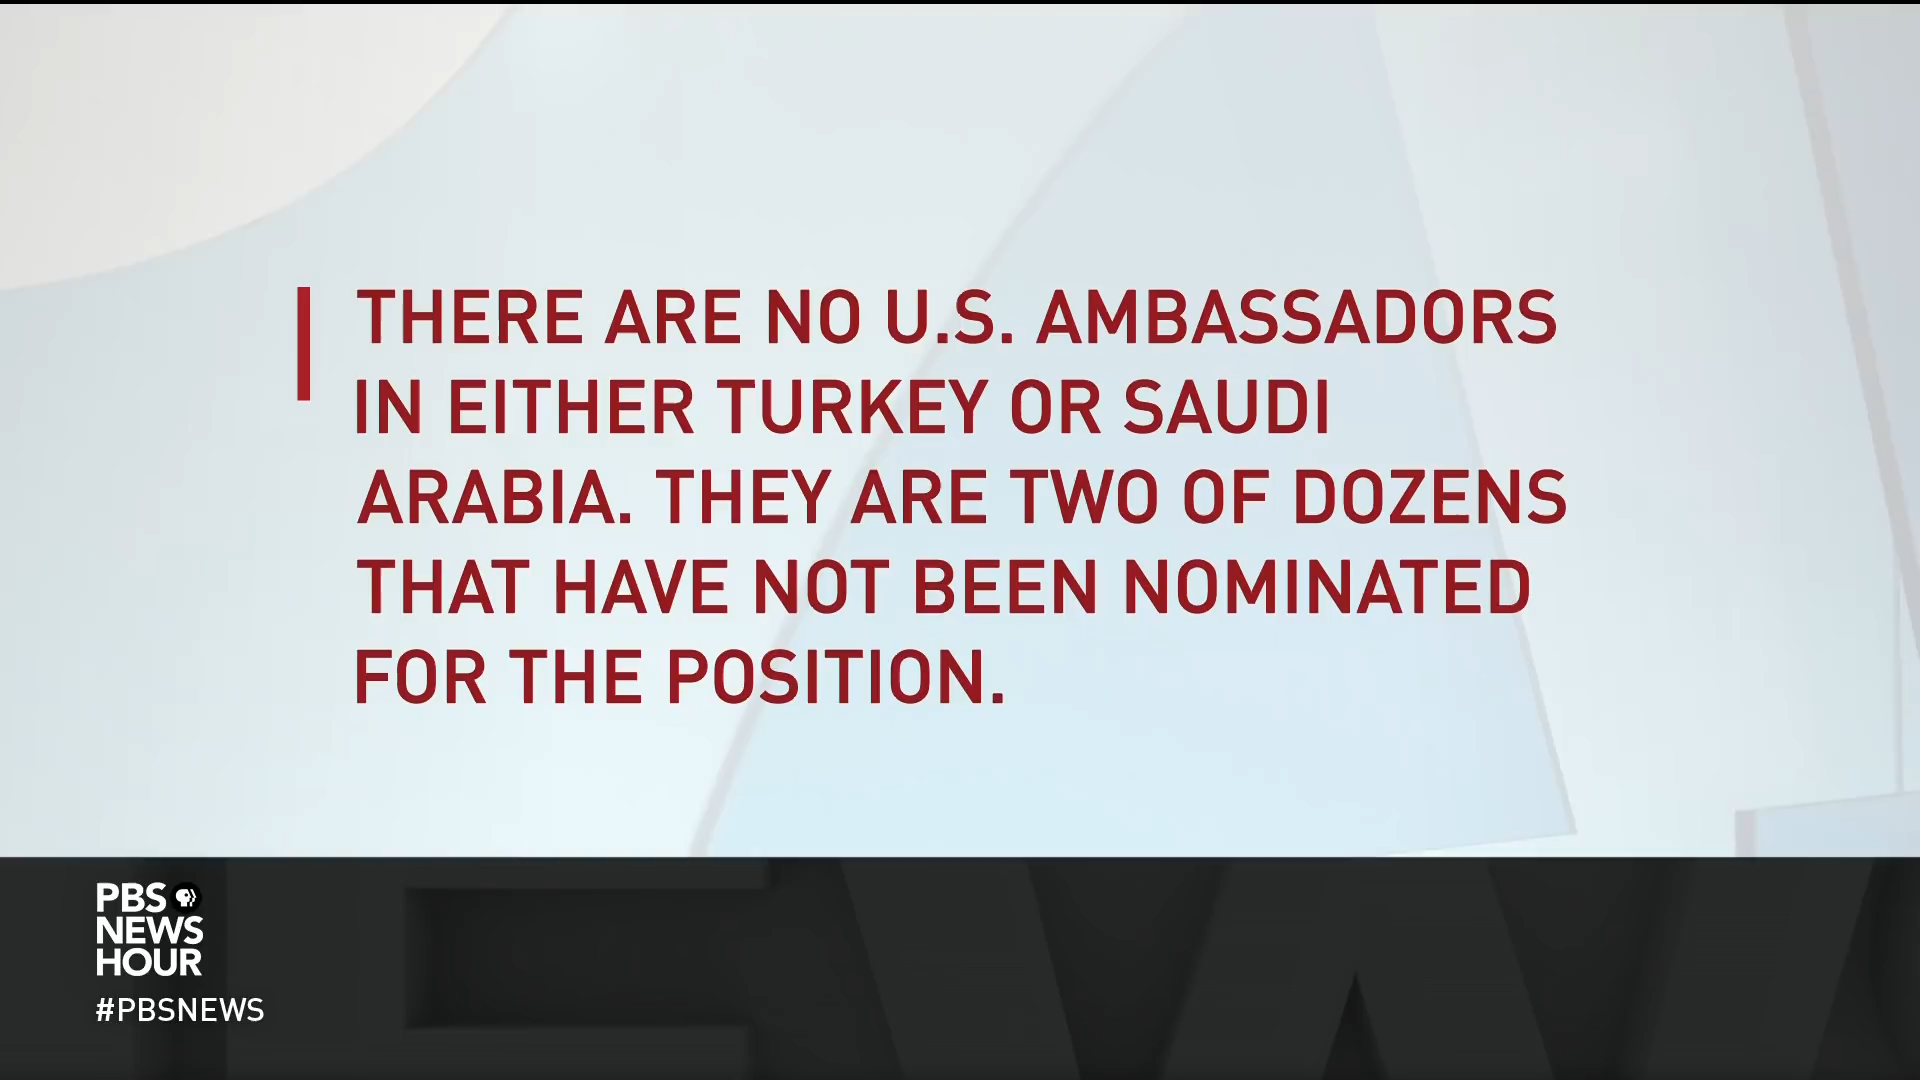 THERE ARE NO U.S. AMBASSADORS
IN EITHER TURKEY OR SAUDI
ARABIA. THEY ARE TWO OF DOZENS
THAT HAVE NOT BEEN NOMINATED
FOR THE POSITION.
PBS
NEWS
HOUR
#PBSNEWS